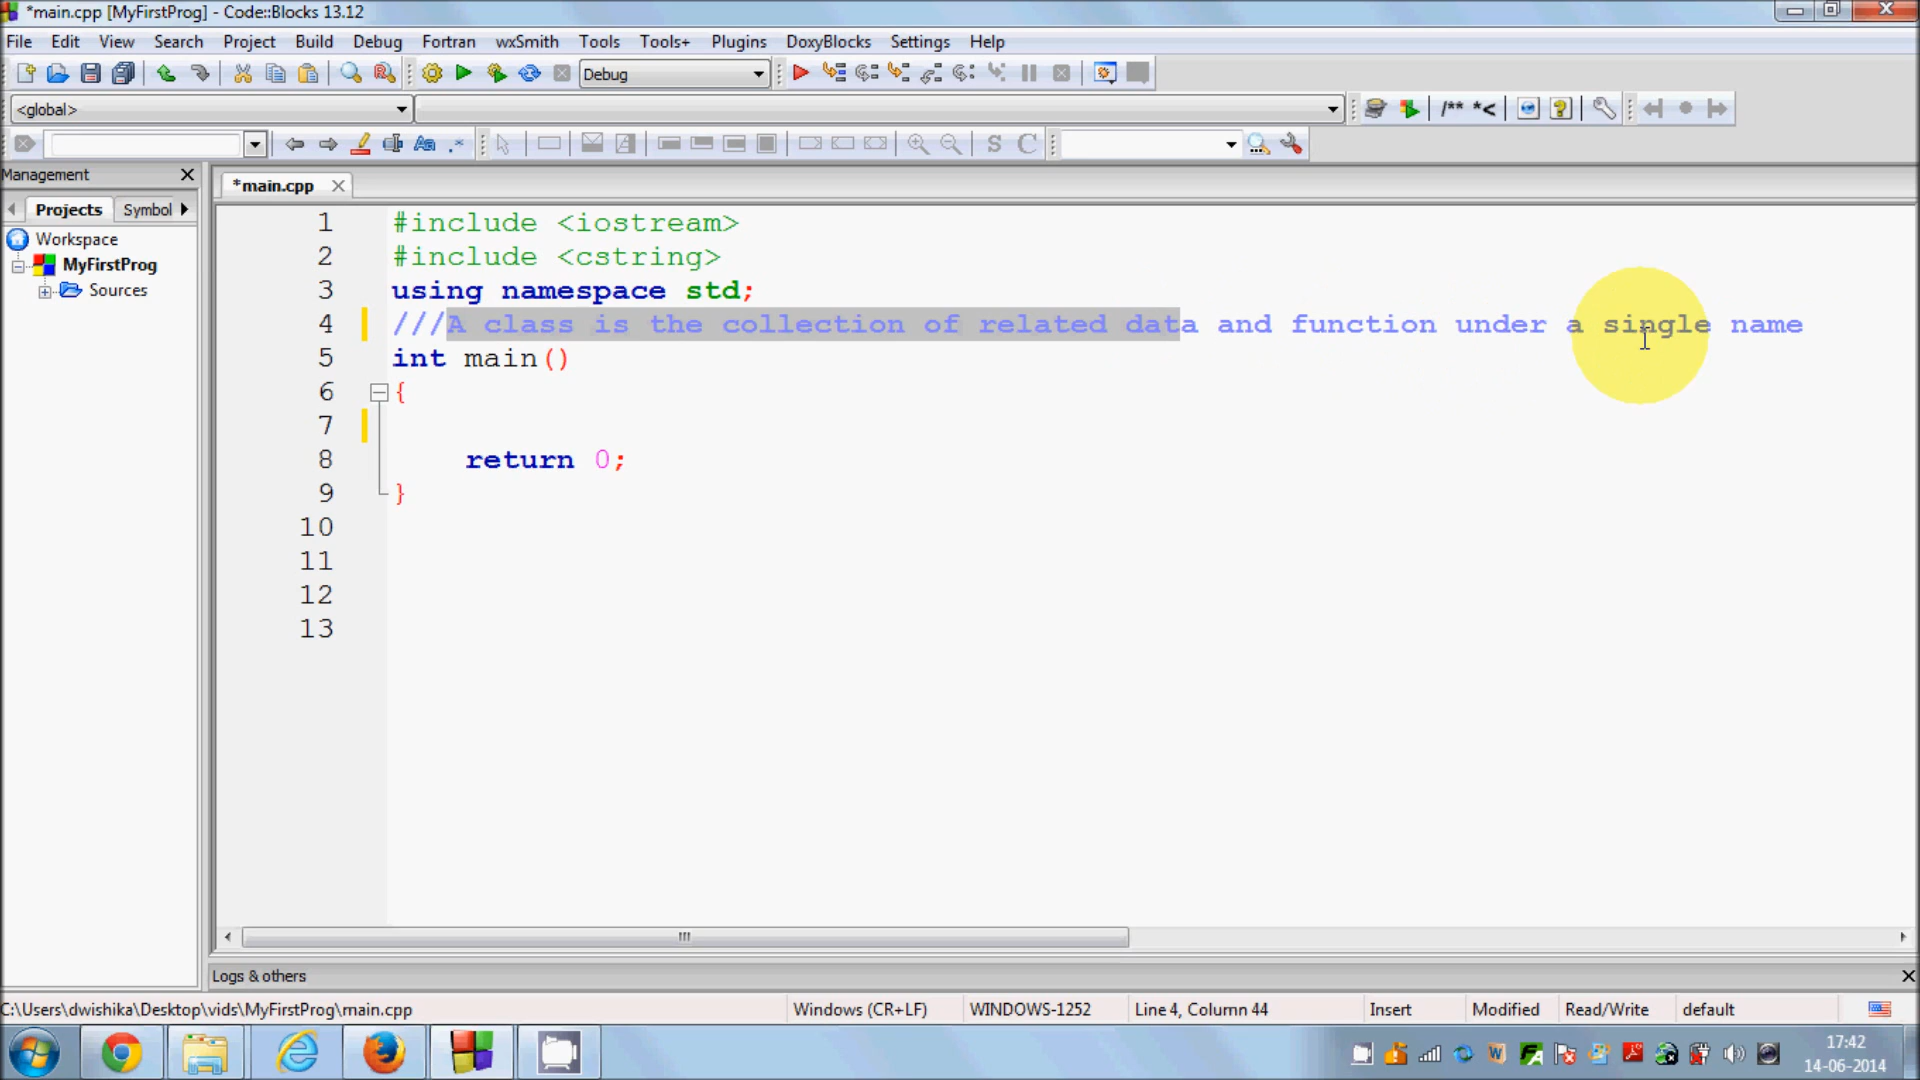 *main.cpp [MyFirstProg] - Code::Blocks 13.12
File Edit View Search Project Build Debug Fortran wxSmith Tools Tools+ Plugins DoxyBlocks Settings Help
Debug
<global>
/** *<
Aa .*
S C
Management
*main.cpp
Projects Symbol
Workspace
MyFirstProg
Sources
1 #include <iostream>
2 #include <cstring>
3 using namespace std;
4 ///A class is the collection of related data and function under a single name
5 int main()
6 {
7
8 return 0;
9 }
10
11
12
13
Logs & others
C:\Users\dwishika\Desktop\vids\MyFirstProg\main.cpp Windows (CR+LF) WINDOWS-1252 Line 4, Column 44 Insert Modified Read/Write default
17:42
14-06-2014